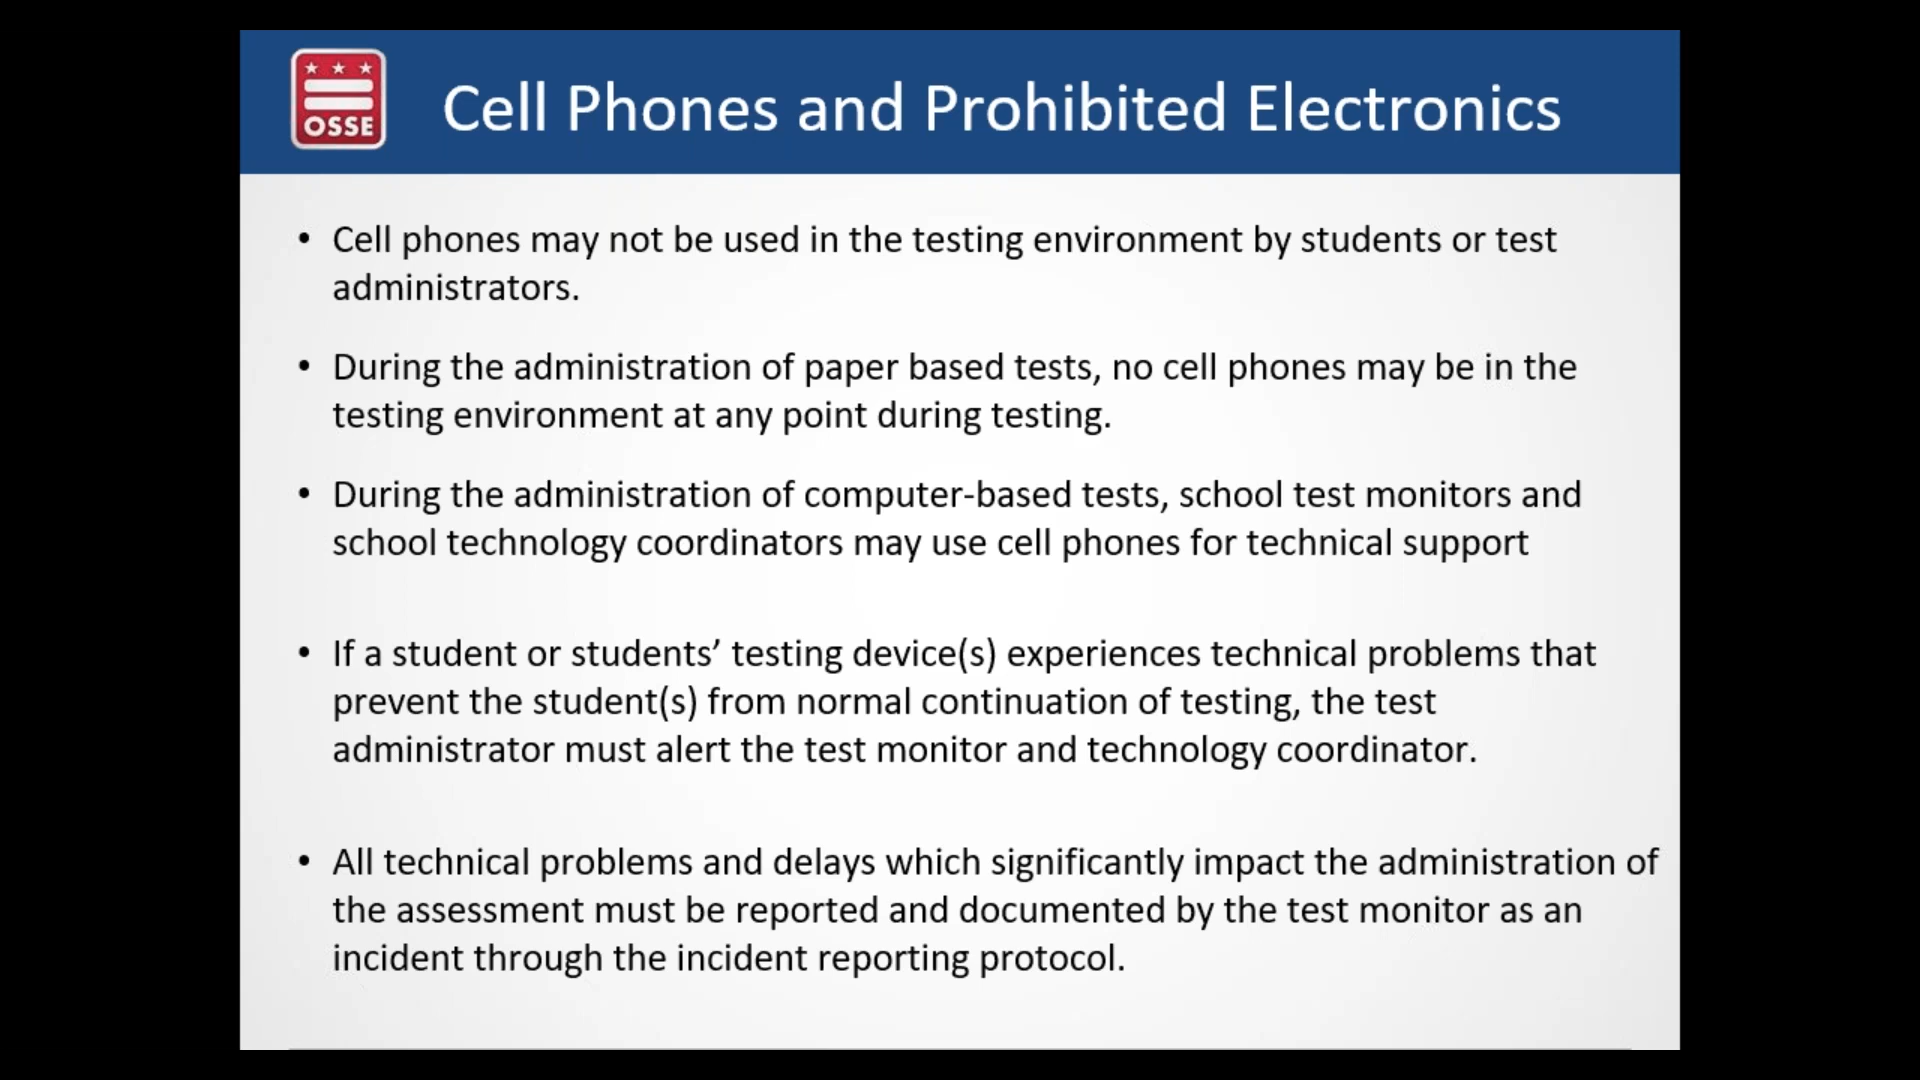 OSSE
Cell Phones and Prohibited Electronics
• Cell phones may not be used in the testing environment by students or test
administrators.
• During the administration of paper based tests, no cell phones may be in the
testing environment at any point during testing.
• During the administration of computer-based tests, school test monitors and
school technology coordinators may use cell phones for technical support
• If a student or students’ testing device(s) experiences technical problems that
prevent the student(s) from normal continuation of testing, the test
administrator must alert the test monitor and technology coordinator.
• All technical problems and delays which significantly impact the administration of
the assessment must be reported and documented by the test monitor as an
incident through the incident reporting protocol.